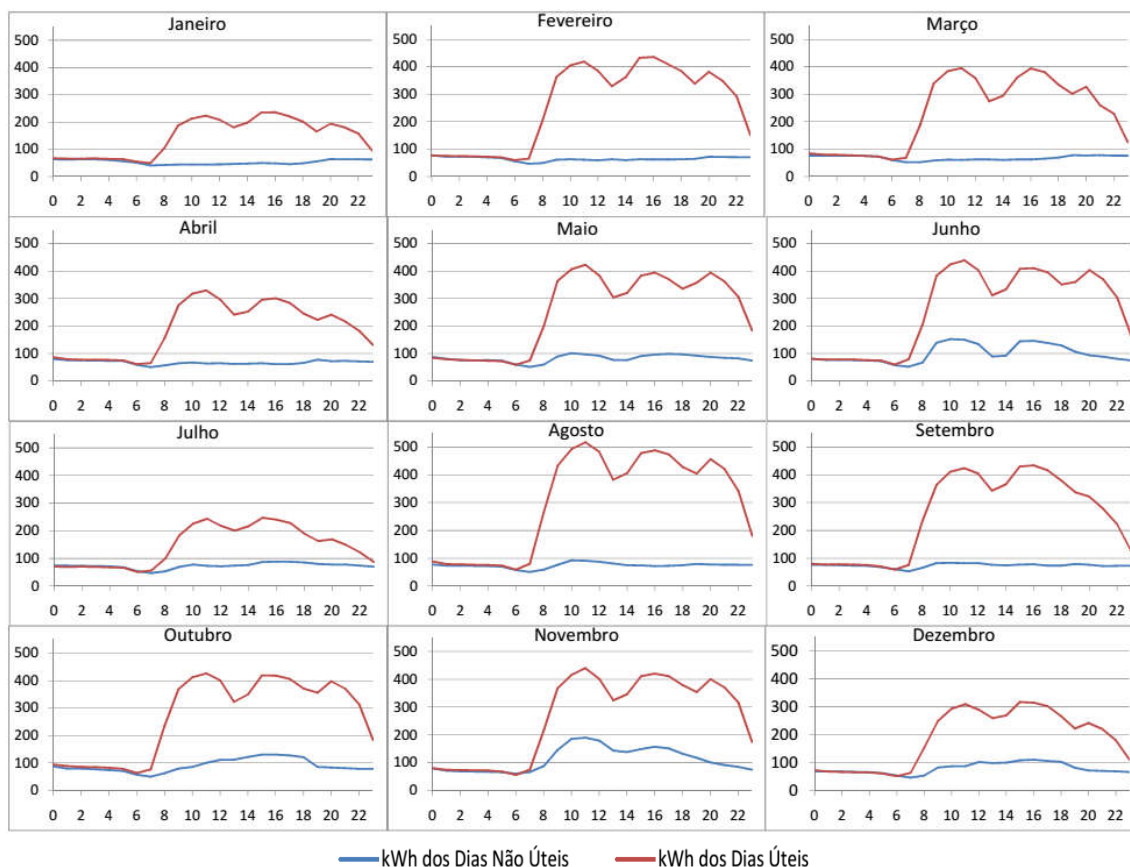 Janeiro Fevereiro Março
500 500 500
400 400 400
300 300 300
200 200 200
100 100 100
0 0 0
0 2 4 6 8 10 12 14 16 18 20 22 0 2 4 6 8 10 12 14 16 18 20 22 0 2 4 6 8 10 12 14 16 18 20 22
Abril Maio Junho
500 500 500
400 400 400
300 300 300
200 200 200
100 100 100
0 0 0
0 2 4 6 8 10 12 14 16 18 20 22 0 2 4 6 8 10 12 14 16 18 20 22 0 2 4 6 8 10 12 14 16 18 20 22
Julho Agosto Setembro
500 500 500
400 400 400
300 300 300
200 200 200
100 100 100
0 0 0
0 2 4 6 8 10 12 14 16 18 20 22 0 2 4 6 8 10 12 14 16 18 20 22 0 2 4 6 8 10 12 14 16 18 20 22
Outubro Novembro Dezembro
500 500 500
400 400 400
300 300 300
200 200 200
100 100 100
0 0 0
0 2 4 6 8 10 12 14 16 18 20 22 0 2 4 6 8 10 12 14 16 18 20 22 0 2 4 6 8 10 12 14 16 18 20 22
kWh dos Dias Não Úteis kWh dos Dias Úteis